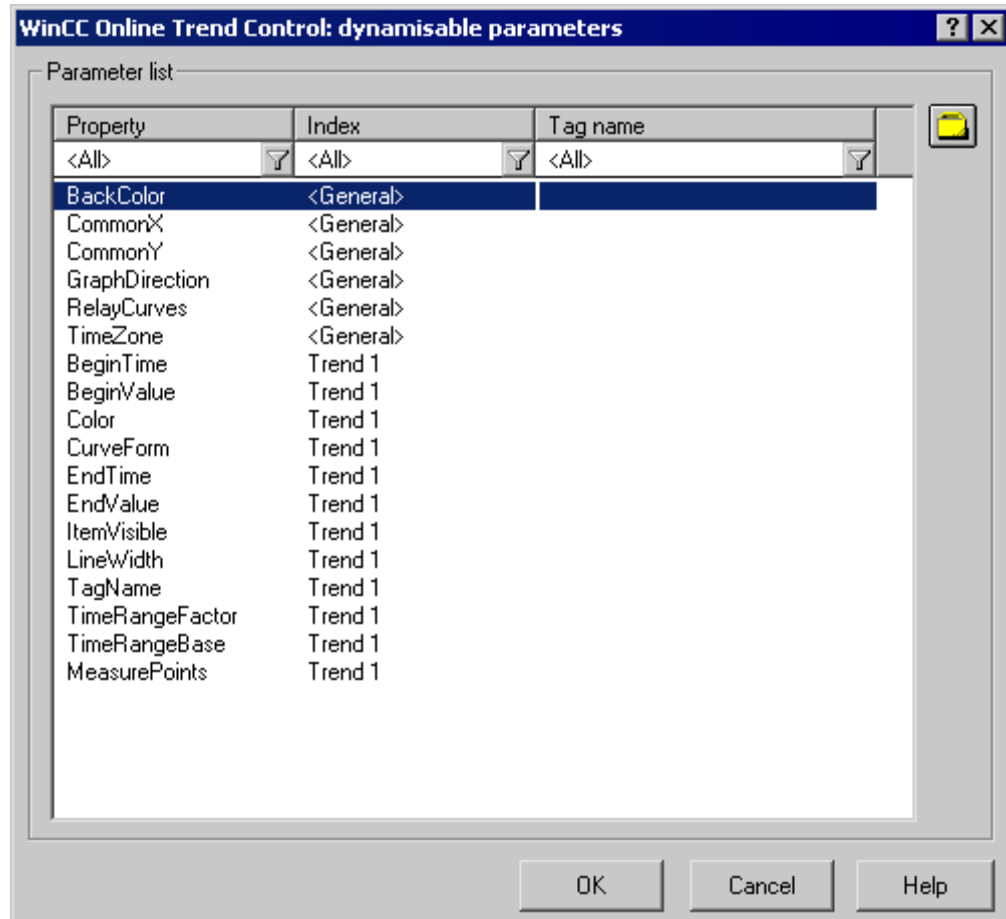 WinCC Online Trend Control: dynamisable parameters
Parameter list
Property Index Tag name
<All> <All> <All>
BackColor <General>
CommonX <General>
CommonY <General>
GraphDirection <General>
RelayCurves <General>
TimeZone <General>
BeginTime Trend 1
BeginValue Trend 1
Color Trend 1
CurveForm Trend 1
EndTime Trend 1
EndValue Trend 1
ItemVisible Trend 1
LineWidth Trend 1
TagName Trend 1
TimeRangeFactor Trend 1
TimeRangeBase Trend 1
MeasurePoints Trend 1
OK Cancel Help